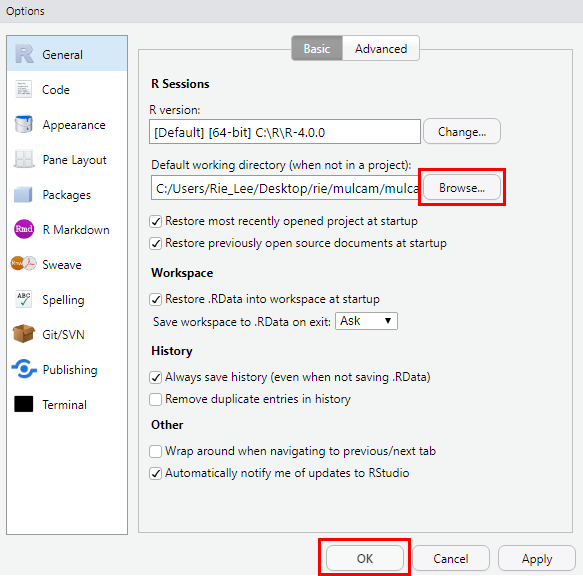 Options
General
Code
Appearance
Pane Layout
Packages
Rmd R Markdown
Rnw Sweave
ABC Spelling
Git/SVN
Publishing
Terminal
Basic Advanced
R Sessions
R version:
[Default] [64-bit] C:\R\R-4.0.0 Change...
Default working directory (when not in a project):
C:/Users/Rie_Lee/Desktop/rie/mulcam/mulca Browse...
Restore most recently opened project at startup
Restore previously open source documents at startup
Workspace
Restore .RData into workspace at startup
Save workspace to .RData on exit: Ask
History
Always save history (even when not saving .RData)
Remove duplicate entries in history
Other
Wrap around when navigating to previous/next tab
Automatically notify me of updates to RStudio
OK Cancel Apply